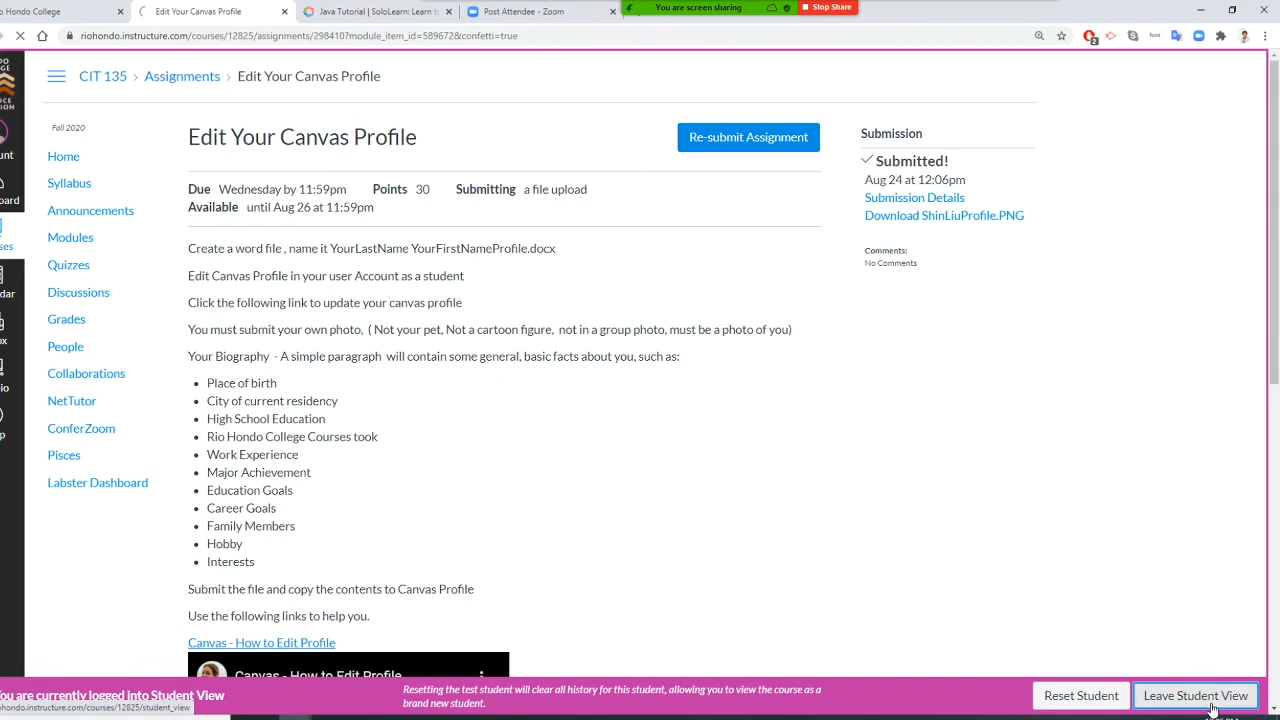 io Hondo College
Edit Your Canvas Profile
Java Tutorial | SoloLearn: Learn to
Post Attendee - Zoom
You are screen sharing
Stop Share
riohondo.instructure.com/courses/12825/assignments/298410?module_item_id=589672&confetti=true
CIT 135 › Assignments › Edit Your Canvas Profile
Fall 2020
Home
Syllabus
Announcements
Modules
Quizzes
Discussions
Grades
People
Collaborations
NetTutor
ConferZoom
Pisces
Labster Dashboard
Edit Your Canvas Profile
Re-submit Assignment
Due Wednesday by 11:59pm Points 30 Submitting a file upload
Available until Aug 26 at 11:59pm
Create a word file , name it YourLastName YourFirstNameProfile.docx
Edit Canvas Profile in your user Account as a student
Click the following link to update your canvas profile
You must submit your own photo, ( Not your pet, Not a cartoon figure, not in a group photo, must be a photo of you)
Your Biography - A simple paragraph will contain some general, basic facts about you, such as:
• Place of birth
• City of current residency
• High School Education
• Rio Hondo College Courses took
• Work Experience
• Major Achievement
• Education Goals
• Career Goals
• Family Members
• Hobby
• Interests
Submit the file and copy the contents to Canvas Profile
Use the following links to help you.
Canvas - How to Edit Profile
Canvas - How to Edit Profile
Submission
Submitted!
Aug 24 at 12:06pm
Submission Details
Download ShinLiuProfile.PNG
Comments:
No Comments
ou are currently logged into Student View
iohondo.instructure.com/courses/12825/student_view
Resetting the test student will clear all history for this student, allowing you to view the course as a
brand new student.
Reset Student
Leave Student View